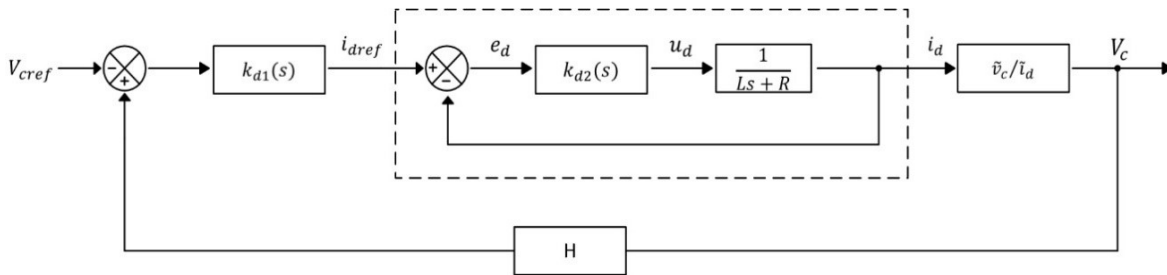 V_cref
−
+
k_d1(s)
i_dref
+
−
e_d
k_d2(s)
u_d
1
Ls + R
i_d
ṽ_c/ĩ_d
V_c
H